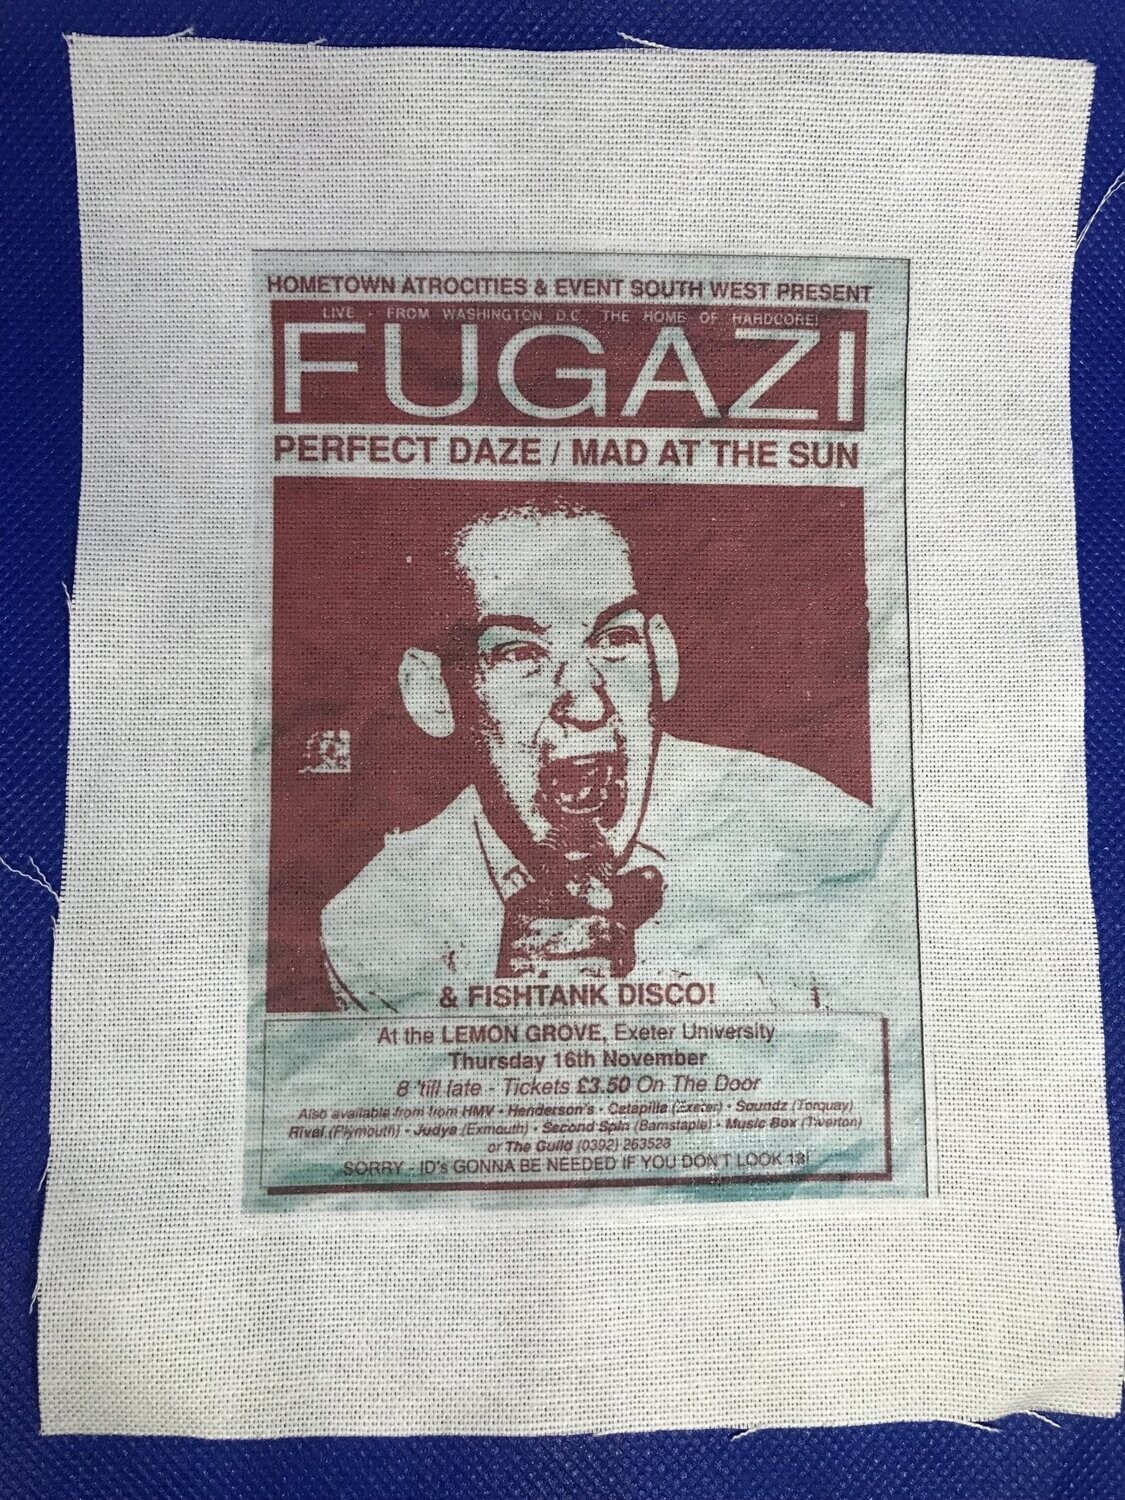 HOMETOWN ATROCITIES & EVENT SOUTH WEST PRESENT
LIVE - FROM WASHINGTON D.C. THE HOME OF HARDCORE!
FUGAZI
PERFECT DAZE / MAD AT THE SUN
& FISHTANK DISCO!
At the LEMON GROVE, Exeter University
Thursday 16th November
8 'till late - Tickets £3.50 On The Door
Also available from from HMV - Henderson's - Catapilla (Exeter) - Soundz (Torquay)
Rival (Plymouth) - Judys (Exmouth) - Second Spin (Barnstaple) - Music Box (Tiverton)
or The Guild (0392) 263528
SORRY - ID's GONNA BE NEEDED IF YOU DON'T LOOK 18!